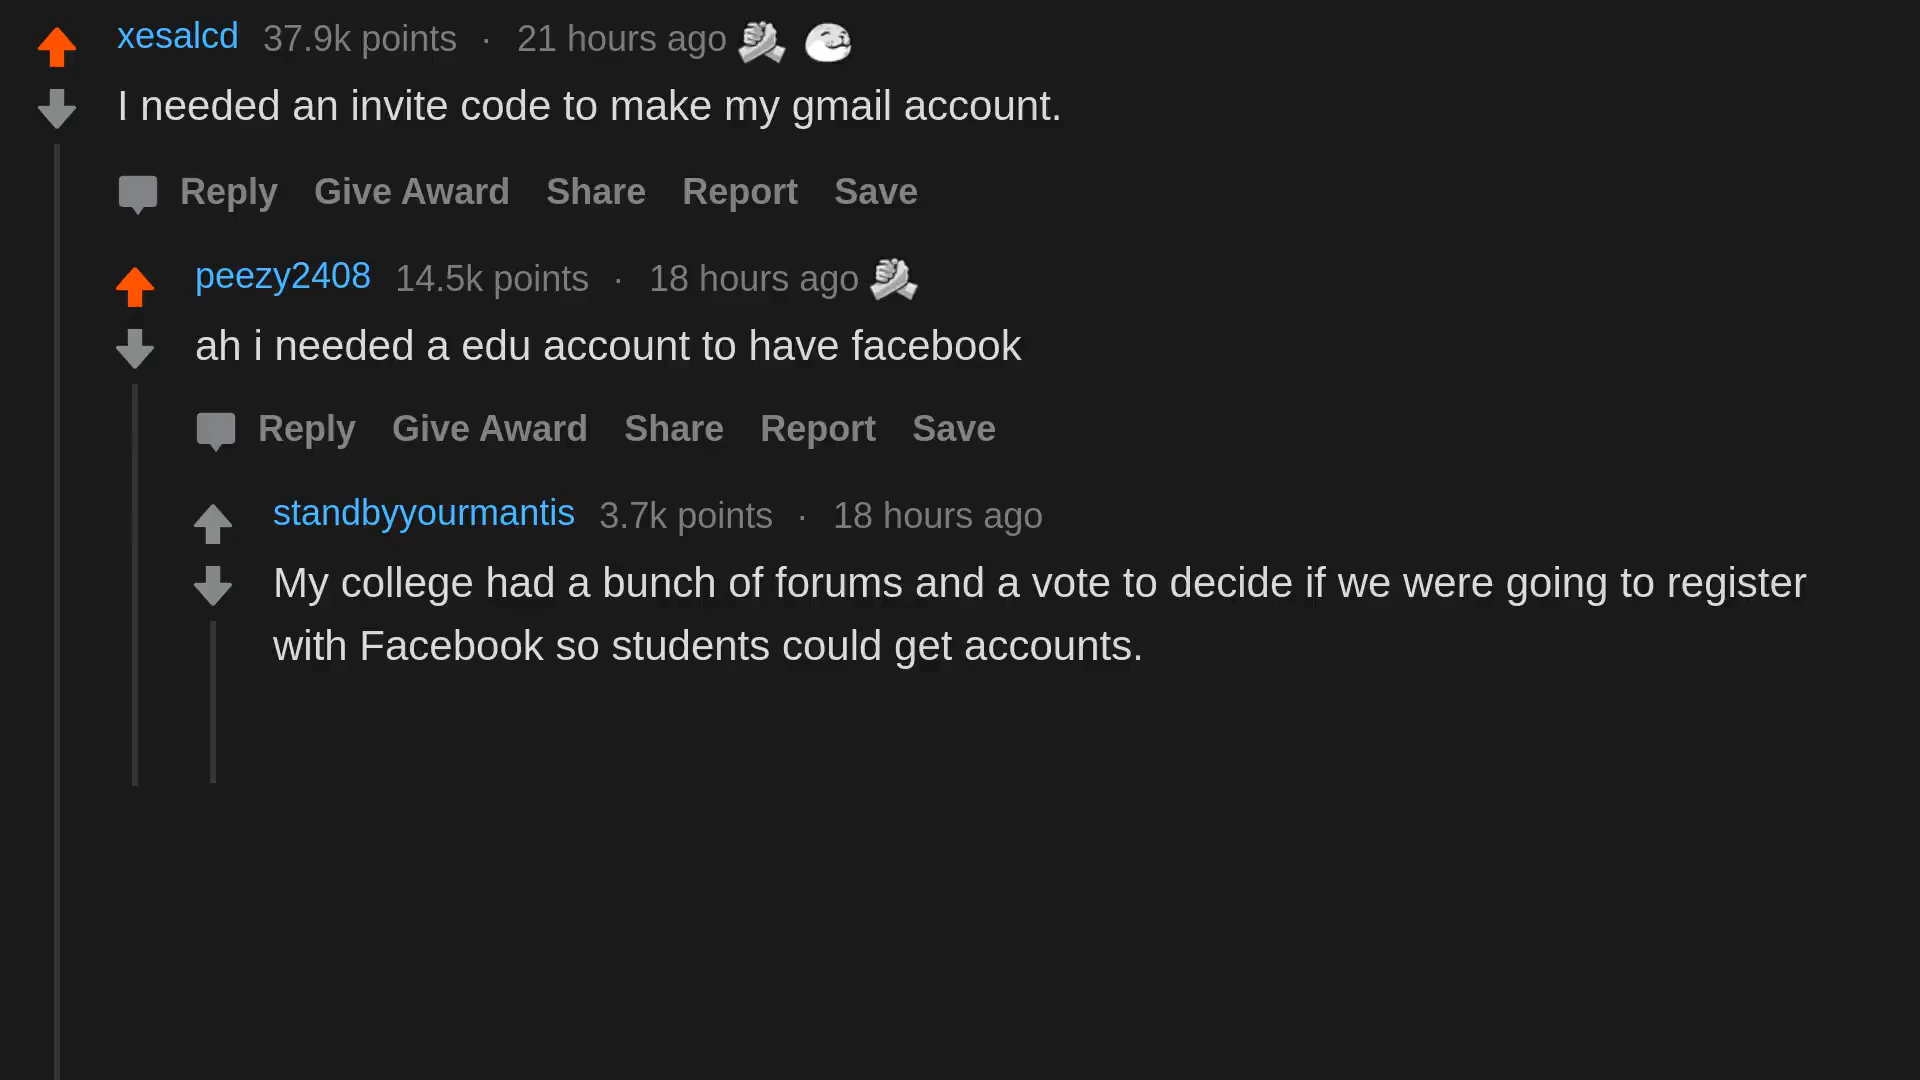 xesalcd 37.9k points · 21 hours ago
I needed an invite code to make my gmail account.
Reply Give Award Share Report Save
peezy2408 14.5k points · 18 hours ago
ah i needed a edu account to have facebook
Reply Give Award Share Report Save
standbyyourmantis 3.7k points · 18 hours ago
My college had a bunch of forums and a vote to decide if we were going to register
with Facebook so students could get accounts.